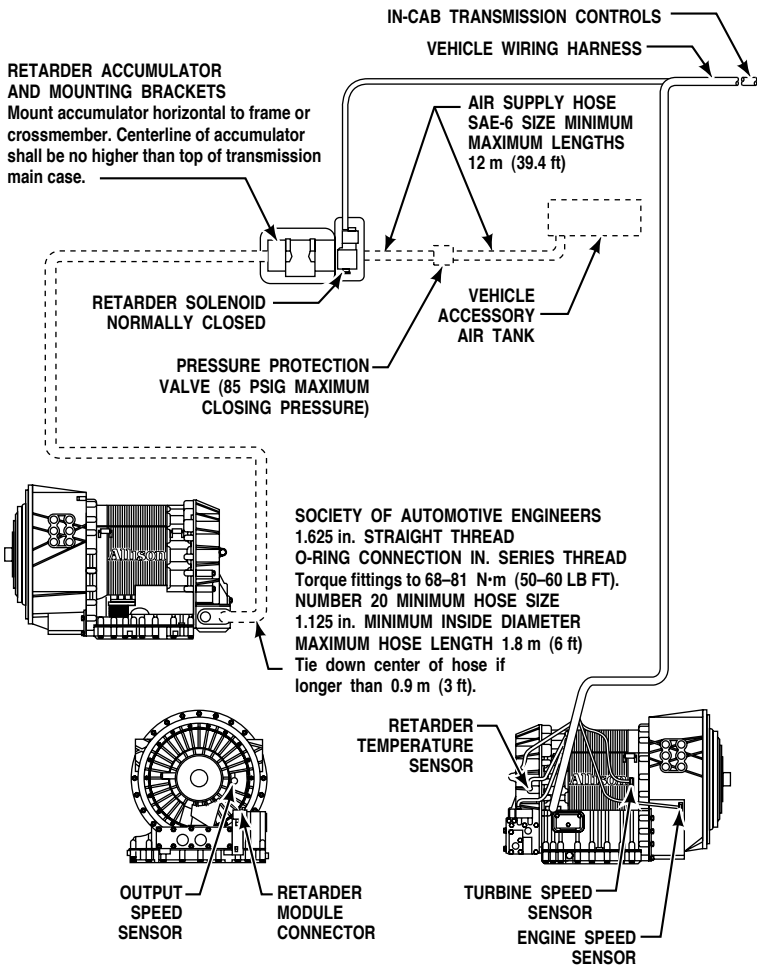 IN-CAB TRANSMISSION CONTROLS
VEHICLE WIRING HARNESS
RETARDER ACCUMULATOR
AND MOUNTING BRACKETS
Mount accumulator horizontal to frame or
crossmember. Centerline of accumulator
shall be no higher than top of transmission
main case.
AIR SUPPLY HOSE
SAE-6 SIZE MINIMUM
MAXIMUM LENGTHS
12 m (39.4 ft)
RETARDER SOLENOID
NORMALLY CLOSED
VEHICLE
ACCESSORY
AIR TANK
PRESSURE PROTECTION
VALVE (85 PSIG MAXIMUM
CLOSING PRESSURE)
SOCIETY OF AUTOMOTIVE ENGINEERS
1.625 in. STRAIGHT THREAD
O-RING CONNECTION IN. SERIES THREAD
Torque fittings to 68–81 N•m (50–60 LB FT).
NUMBER 20 MINIMUM HOSE SIZE
1.125 in. MINIMUM INSIDE DIAMETER
MAXIMUM HOSE LENGTH 1.8 m (6 ft)
Tie down center of hose if
longer than 0.9 m (3 ft).
Allison
RETARDER
TEMPERATURE
SENSOR
Allison
OUTPUT
SPEED
SENSOR
RETARDER
MODULE
CONNECTOR
TURBINE SPEED
SENSOR
ENGINE SPEED
SENSOR